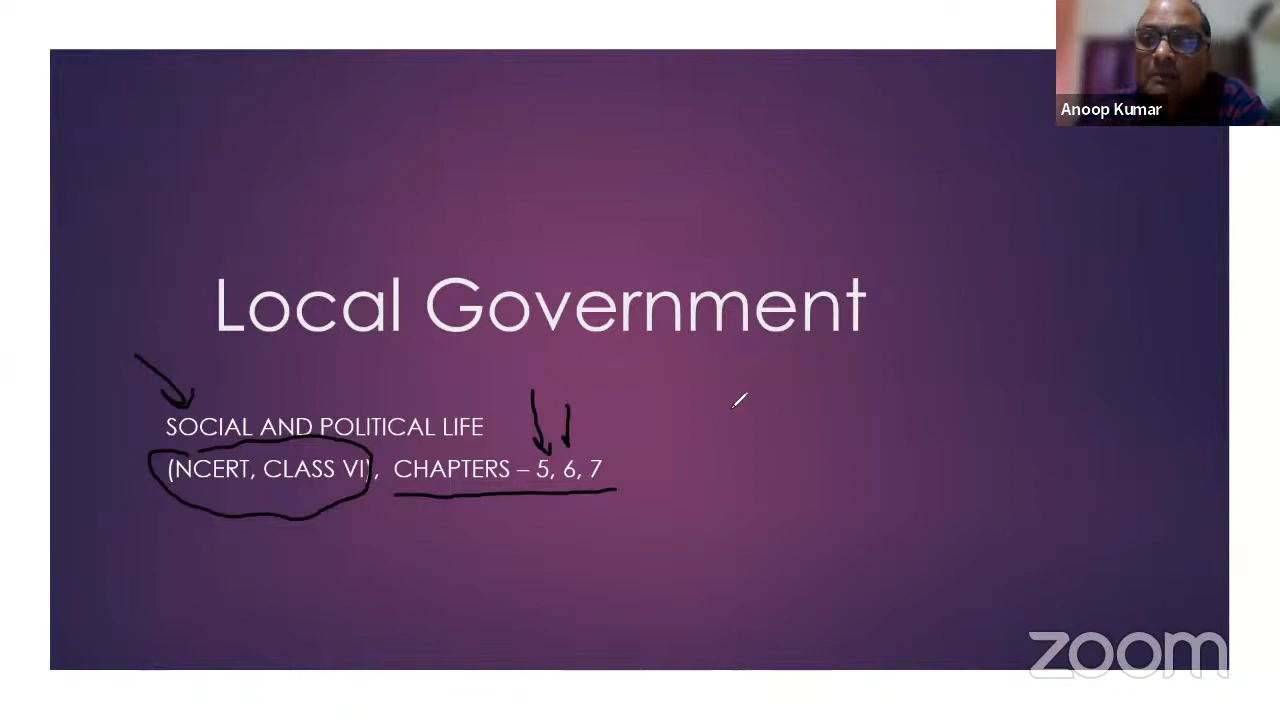 Anoop Kumar
Local Government
SOCIAL AND POLITICAL LIFE
(NCERT, CLASS VI), CHAPTERS – 5, 6, 7
zoom